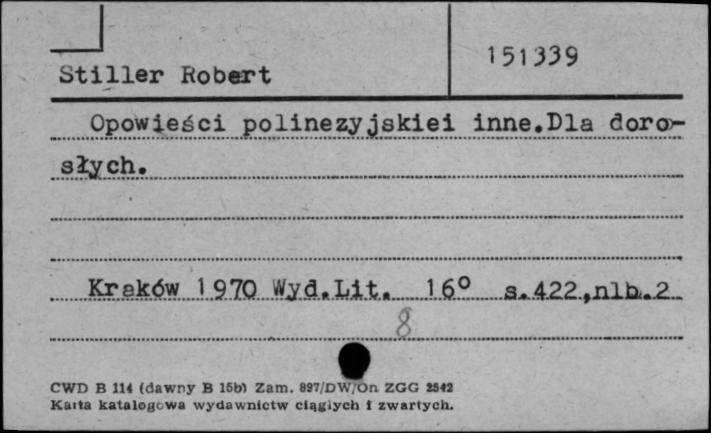 151339
Stiller Robert
Opowieści polinezyjskiei inne.Dla doro-
słych.
Kraków 1970 Wyd.Lit. 16° s.422,nlb.2
8
CWD B 114 (dawny B 15b) Zam. 897/DW/On ZGG 2542
Karta katalogowa wydawnictw ciągłych i zwartych.